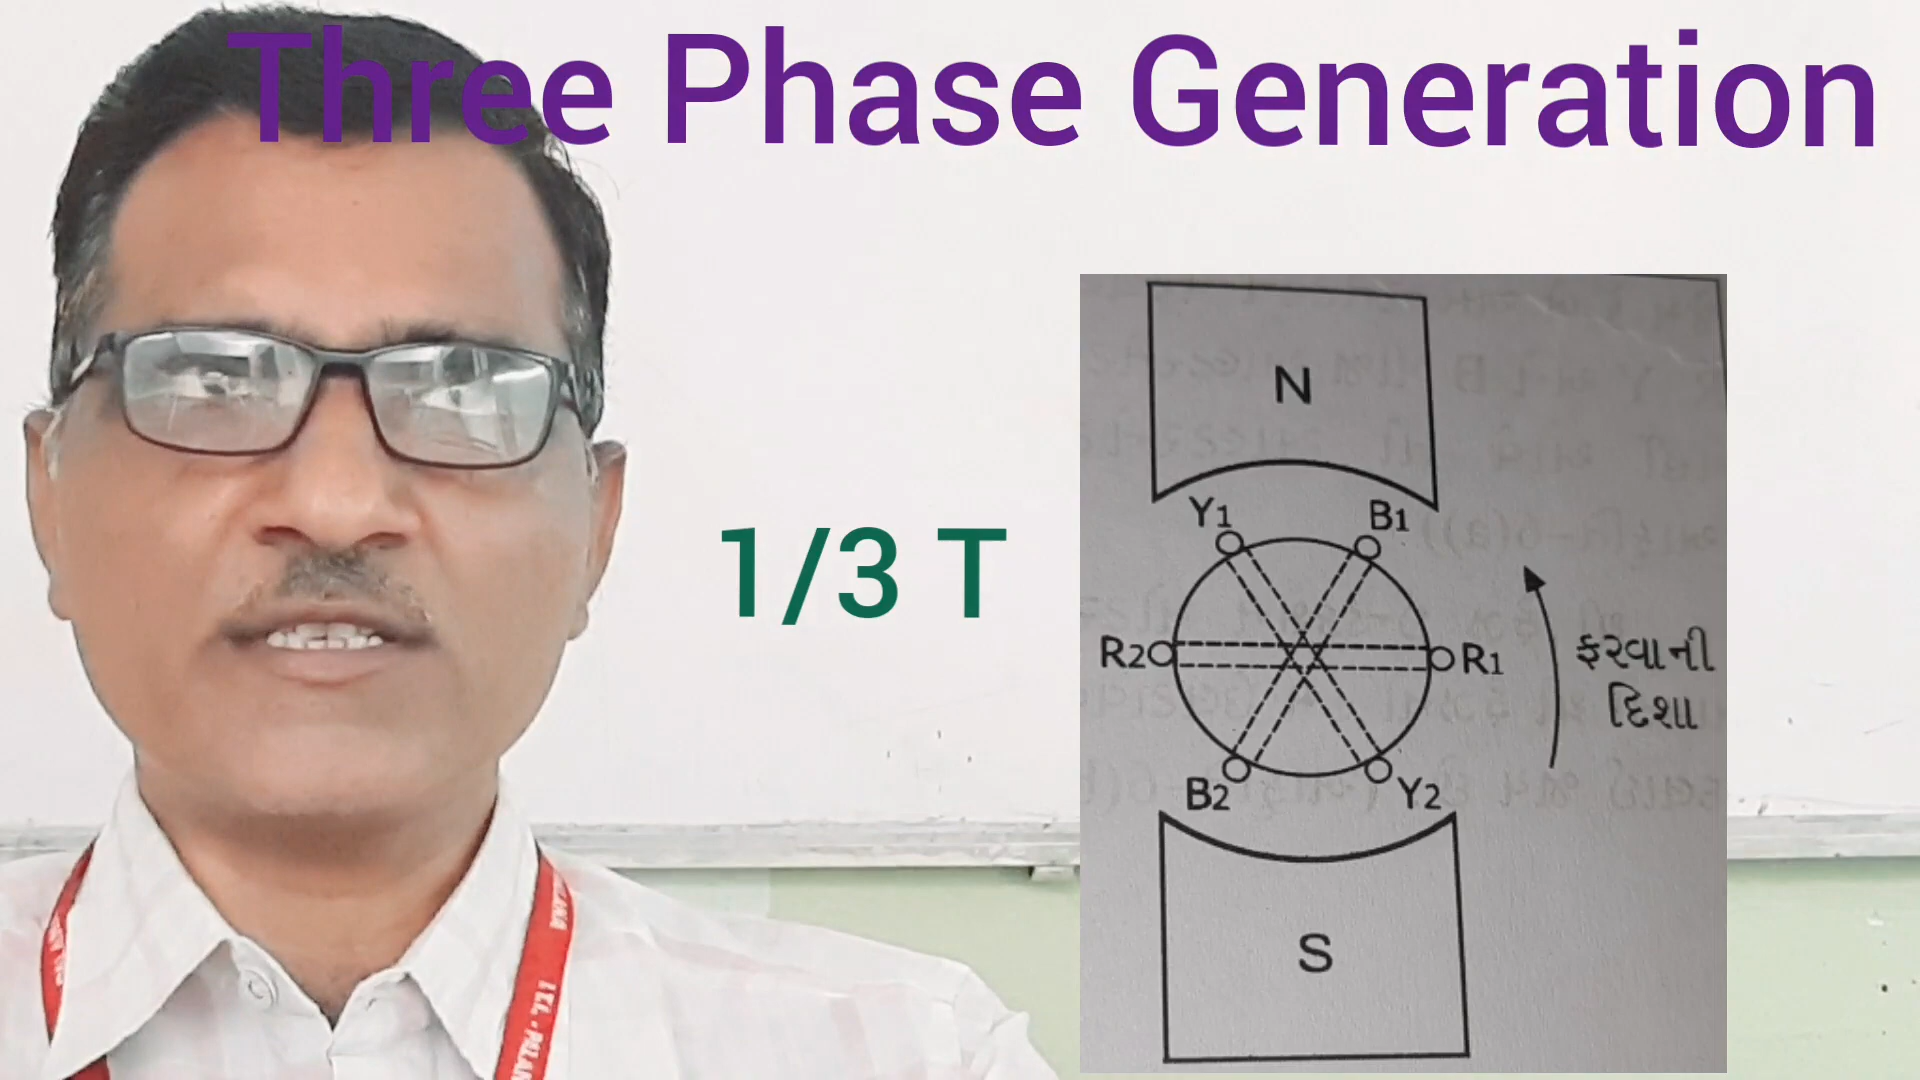 Three Phase Generation
1/3 T
N
Y1
B1
R2
R1
ફરવાની
દિશા
B2
Y2
S